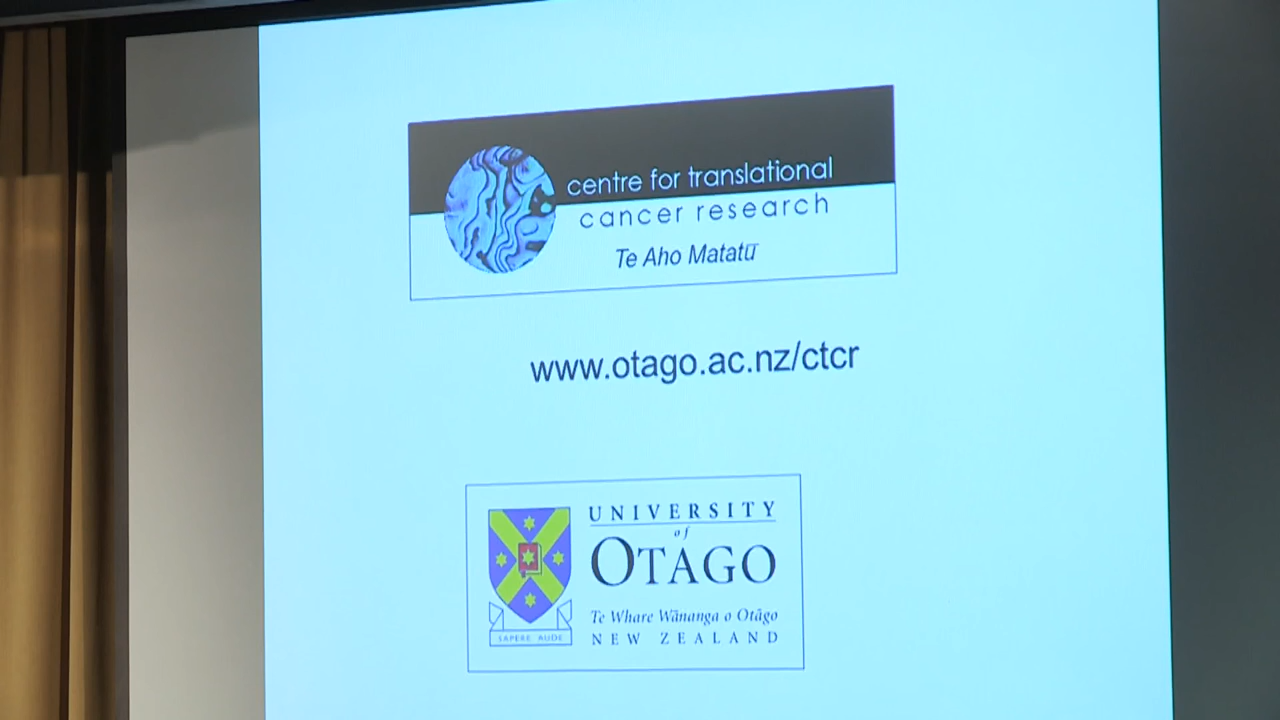 centre for translational
cancer research
Te Aho Matatū
www.otago.ac.nz/ctcr
UNIVERSITY
of
OTAGO
Te Whare Wānanga o Otāgo
NEW ZEALAND
SAPERE AUDE